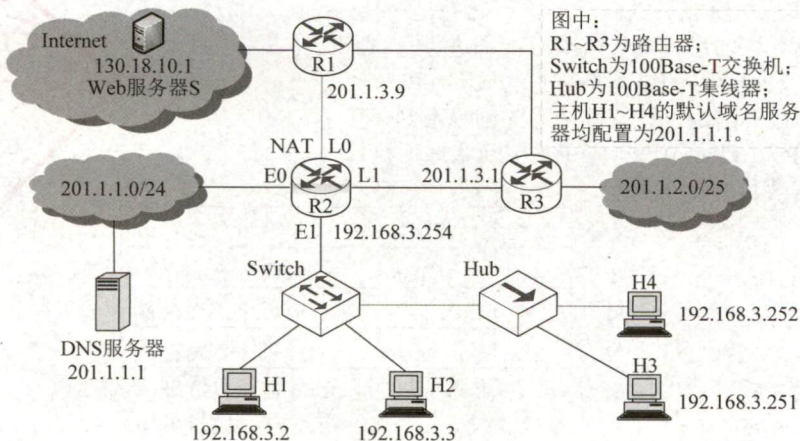 Internet
130.18.10.1
Web服务器S
R1
201.1.3.9
图中：
R1~R3为路由器；
Switch为100Base-T交换机；
Hub为100Base-T集线器；
主机H1~H4的默认域名服务
器均配置为201.1.1.1。
NAT L0
201.1.1.0/24
E0
L1
R2
201.1.3.1
R3
201.1.2.0/25
E1
192.168.3.254
Switch
Hub
H4
192.168.3.252
DNS服务器
201.1.1.1
H1
192.168.3.2
H2
192.168.3.3
H3
192.168.3.251